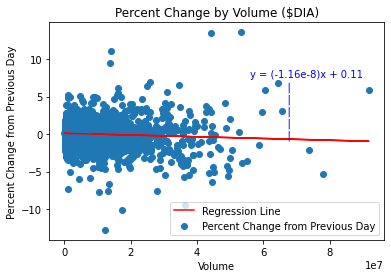 Percent Change by Volume ($DIA)
Percent Change from Previous Day
10
5
0
−5
−10
y = (-1.16e-8)x + 0.11
Regression Line
Percent Change from Previous Day
0
2
4
6
8
1e7
Volume